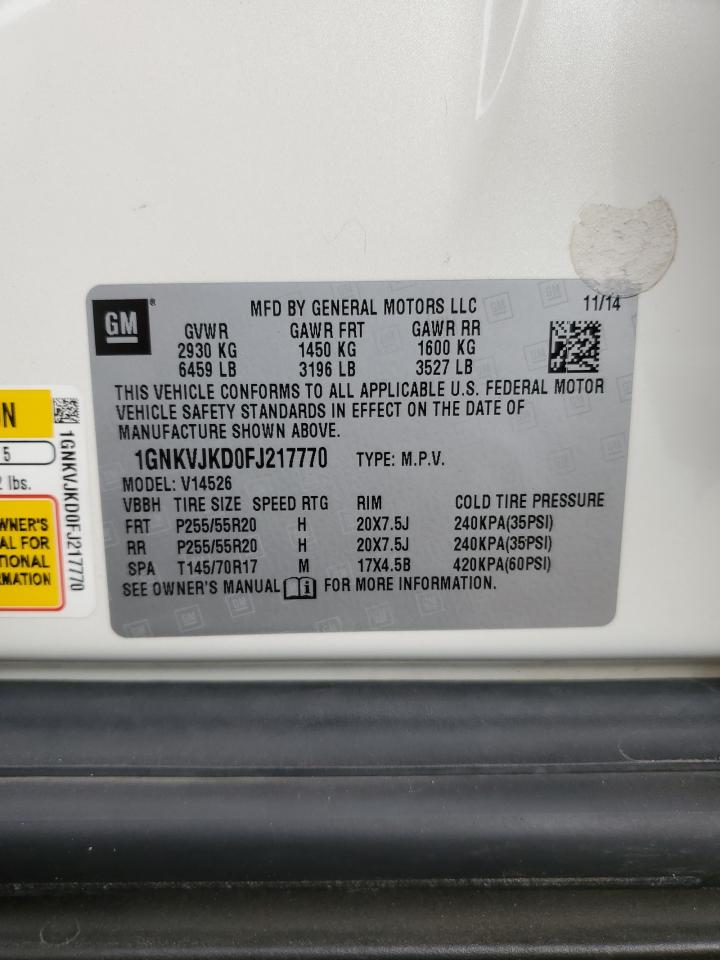 GM ®
MFD BY GENERAL MOTORS LLC 11/14
GVWR GAWR FRT GAWR RR
2930 KG 1450 KG 1600 KG
6459 LB 3196 LB 3527 LB
THIS VEHICLE CONFORMS TO ALL APPLICABLE U.S. FEDERAL MOTOR
VEHICLE SAFETY STANDARDS IN EFFECT ON THE DATE OF
MANUFACTURE SHOWN ABOVE.
1GNKVJKD0FJ217770 TYPE: M.P.V.
MODEL: V14526
VBBH TIRE SIZE SPEED RTG RIM COLD TIRE PRESSURE
FRT P255/55R20 H 20X7.5J 240KPA(35PSI)
RR P255/55R20 H 20X7.5J 240KPA(35PSI)
SPA T145/70R17 M 17X4.5B 420KPA(60PSI)
SEE OWNER'S MANUAL i FOR MORE INFORMATION.
5
lbs.
1GNKVJKD0FJ217770